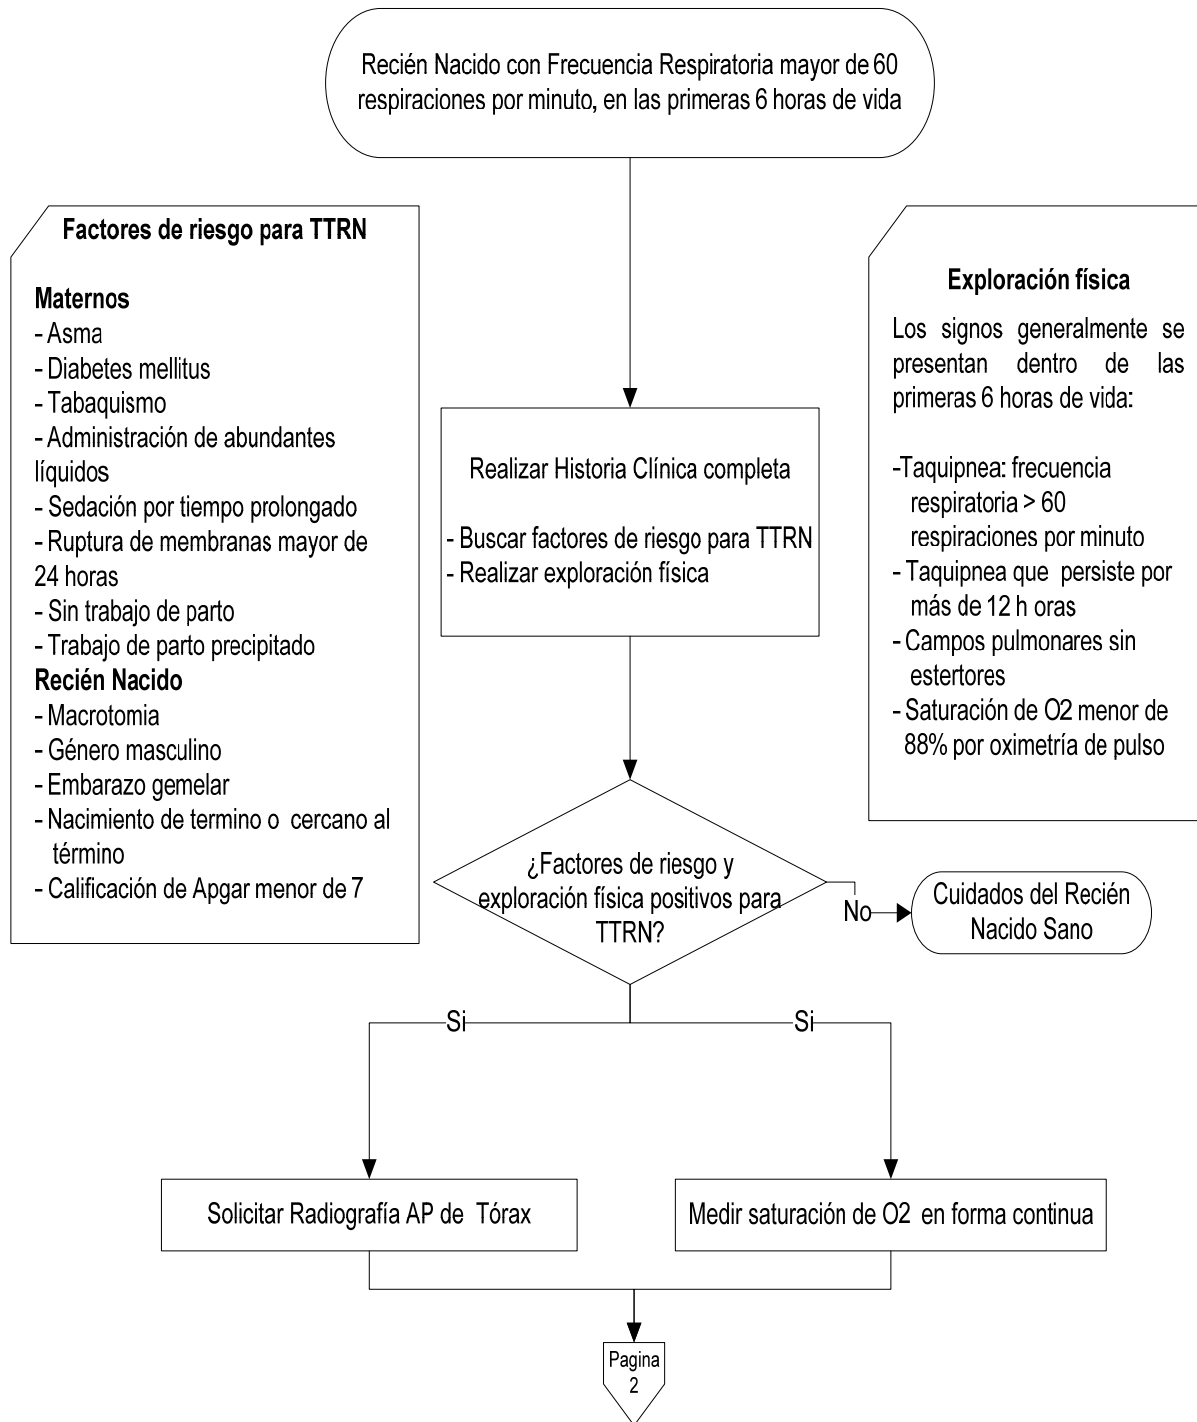 Recién Nacido con Frecuencia Respiratoria mayor de 60
respiraciones por minuto, en las primeras 6 horas de vida
Factores de riesgo para TTRN
Maternos
- Asma
- Diabetes mellitus
- Tabaquismo
- Administración de abundantes
líquidos
- Sedación por tiempo prolongado
- Ruptura de membranas mayor de
24 horas
- Sin trabajo de parto
- Trabajo de parto precipitado
Recién Nacido
- Macrotomia
- Género masculino
- Embarazo gemelar
- Nacimiento de termino o cercano al
término
- Calificación de Apgar menor de 7
Realizar Historia Clínica completa
- Buscar factores de riesgo para TTRN
- Realizar exploración física
Exploración física
Los signos generalmente se
presentan dentro de las
primeras 6 horas de vida:
-Taquipnea: frecuencia
respiratoria > 60
respiraciones por minuto
- Taquipnea que persiste por
más de 12 h oras
- Campos pulmonares sin
estertores
- Saturación de O2 menor de
88% por oximetría de pulso
¿Factores de riesgo y
exploración física positivos para
TTRN?
No
Cuidados del Recién
Nacido Sano
Si
Si
Solicitar Radiografía AP de Tórax
Medir saturación de O2 en forma continua
Pagina
2